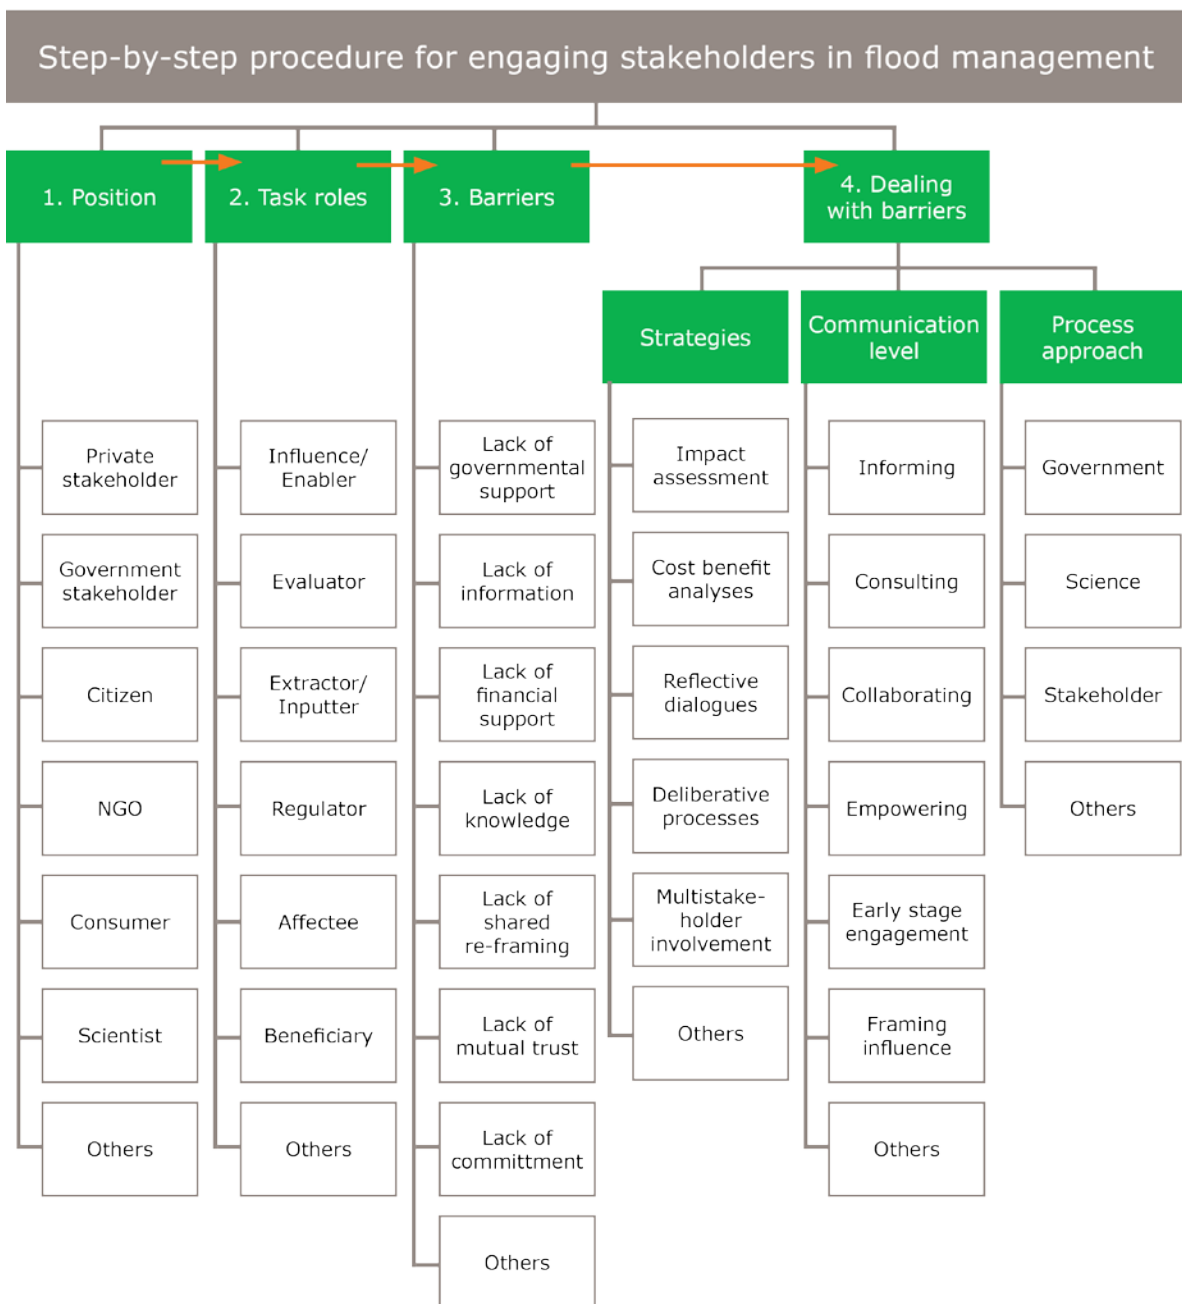 Step-by-step procedure for engaging stakeholders in flood management
1. Position
2. Task roles
3. Barriers
4. Dealing
with barriers
Strategies
Communication
level
Process
approach
Private
stakeholder
Government
stakeholder
Citizen
NGO
Consumer
Scientist
Others
Influence/
Enabler
Evaluator
Extractor/
Inputter
Regulator
Affectee
Beneficiary
Others
Lack of
governmental
support
Lack of
information
Lack of
financial
support
Lack of
knowledge
Lack of
shared
re-framing
Lack of
mutual trust
Lack of
committment
Others
Impact
assessment
Cost benefit
analyses
Reflective
dialogues
Deliberative
processes
Multistake-
holder
involvement
Others
Informing
Consulting
Collaborating
Empowering
Early stage
engagement
Framing
influence
Others
Government
Science
Stakeholder
Others